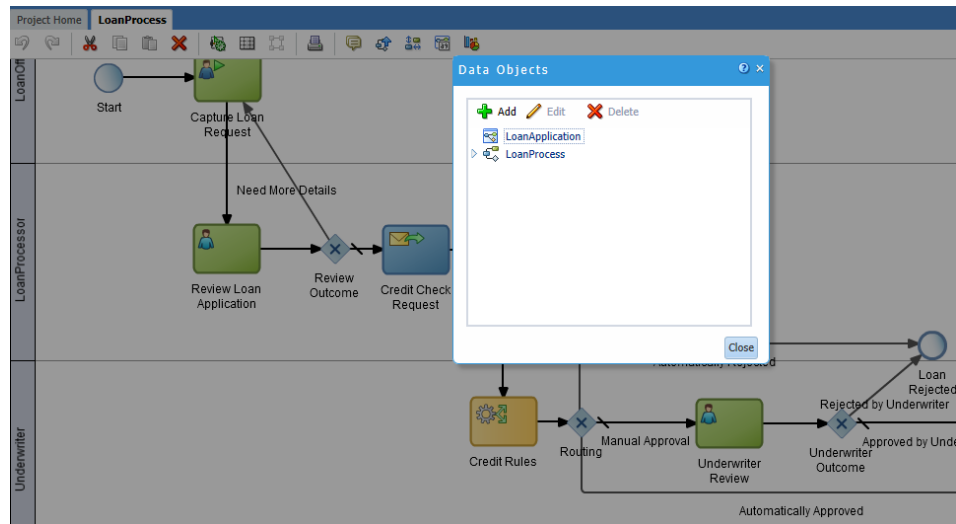 Project Home
LoanProcess
Data Objects
Add
Edit
Delete
LoanApplication
LoanProcess
Close
LoanOff
Start
Capture Loan
Request
Need More Details
LoanProcessor
Review Loan
Application
Review
Outcome
Credit Check
Request
Automatically Rejected
Loan
Rejected
Rejected by Underwriter
Underwriter
Credit Rules
Routing
Manual Approval
Underwriter
Review
Underwriter
Outcome
Approved by Unde
Automatically Approved